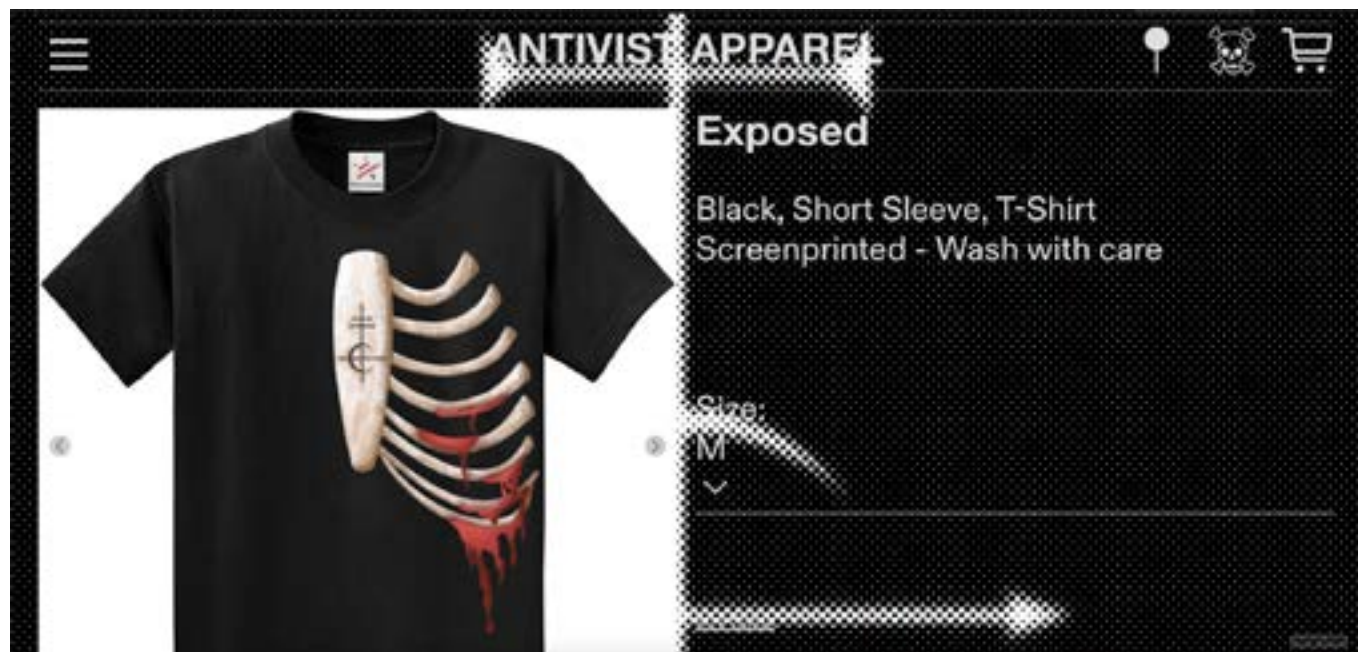 ANTIVIST APPAREL
Exposed
Black, Short Sleeve, T-Shirt
Screenprinted - Wash with care
Size:
M